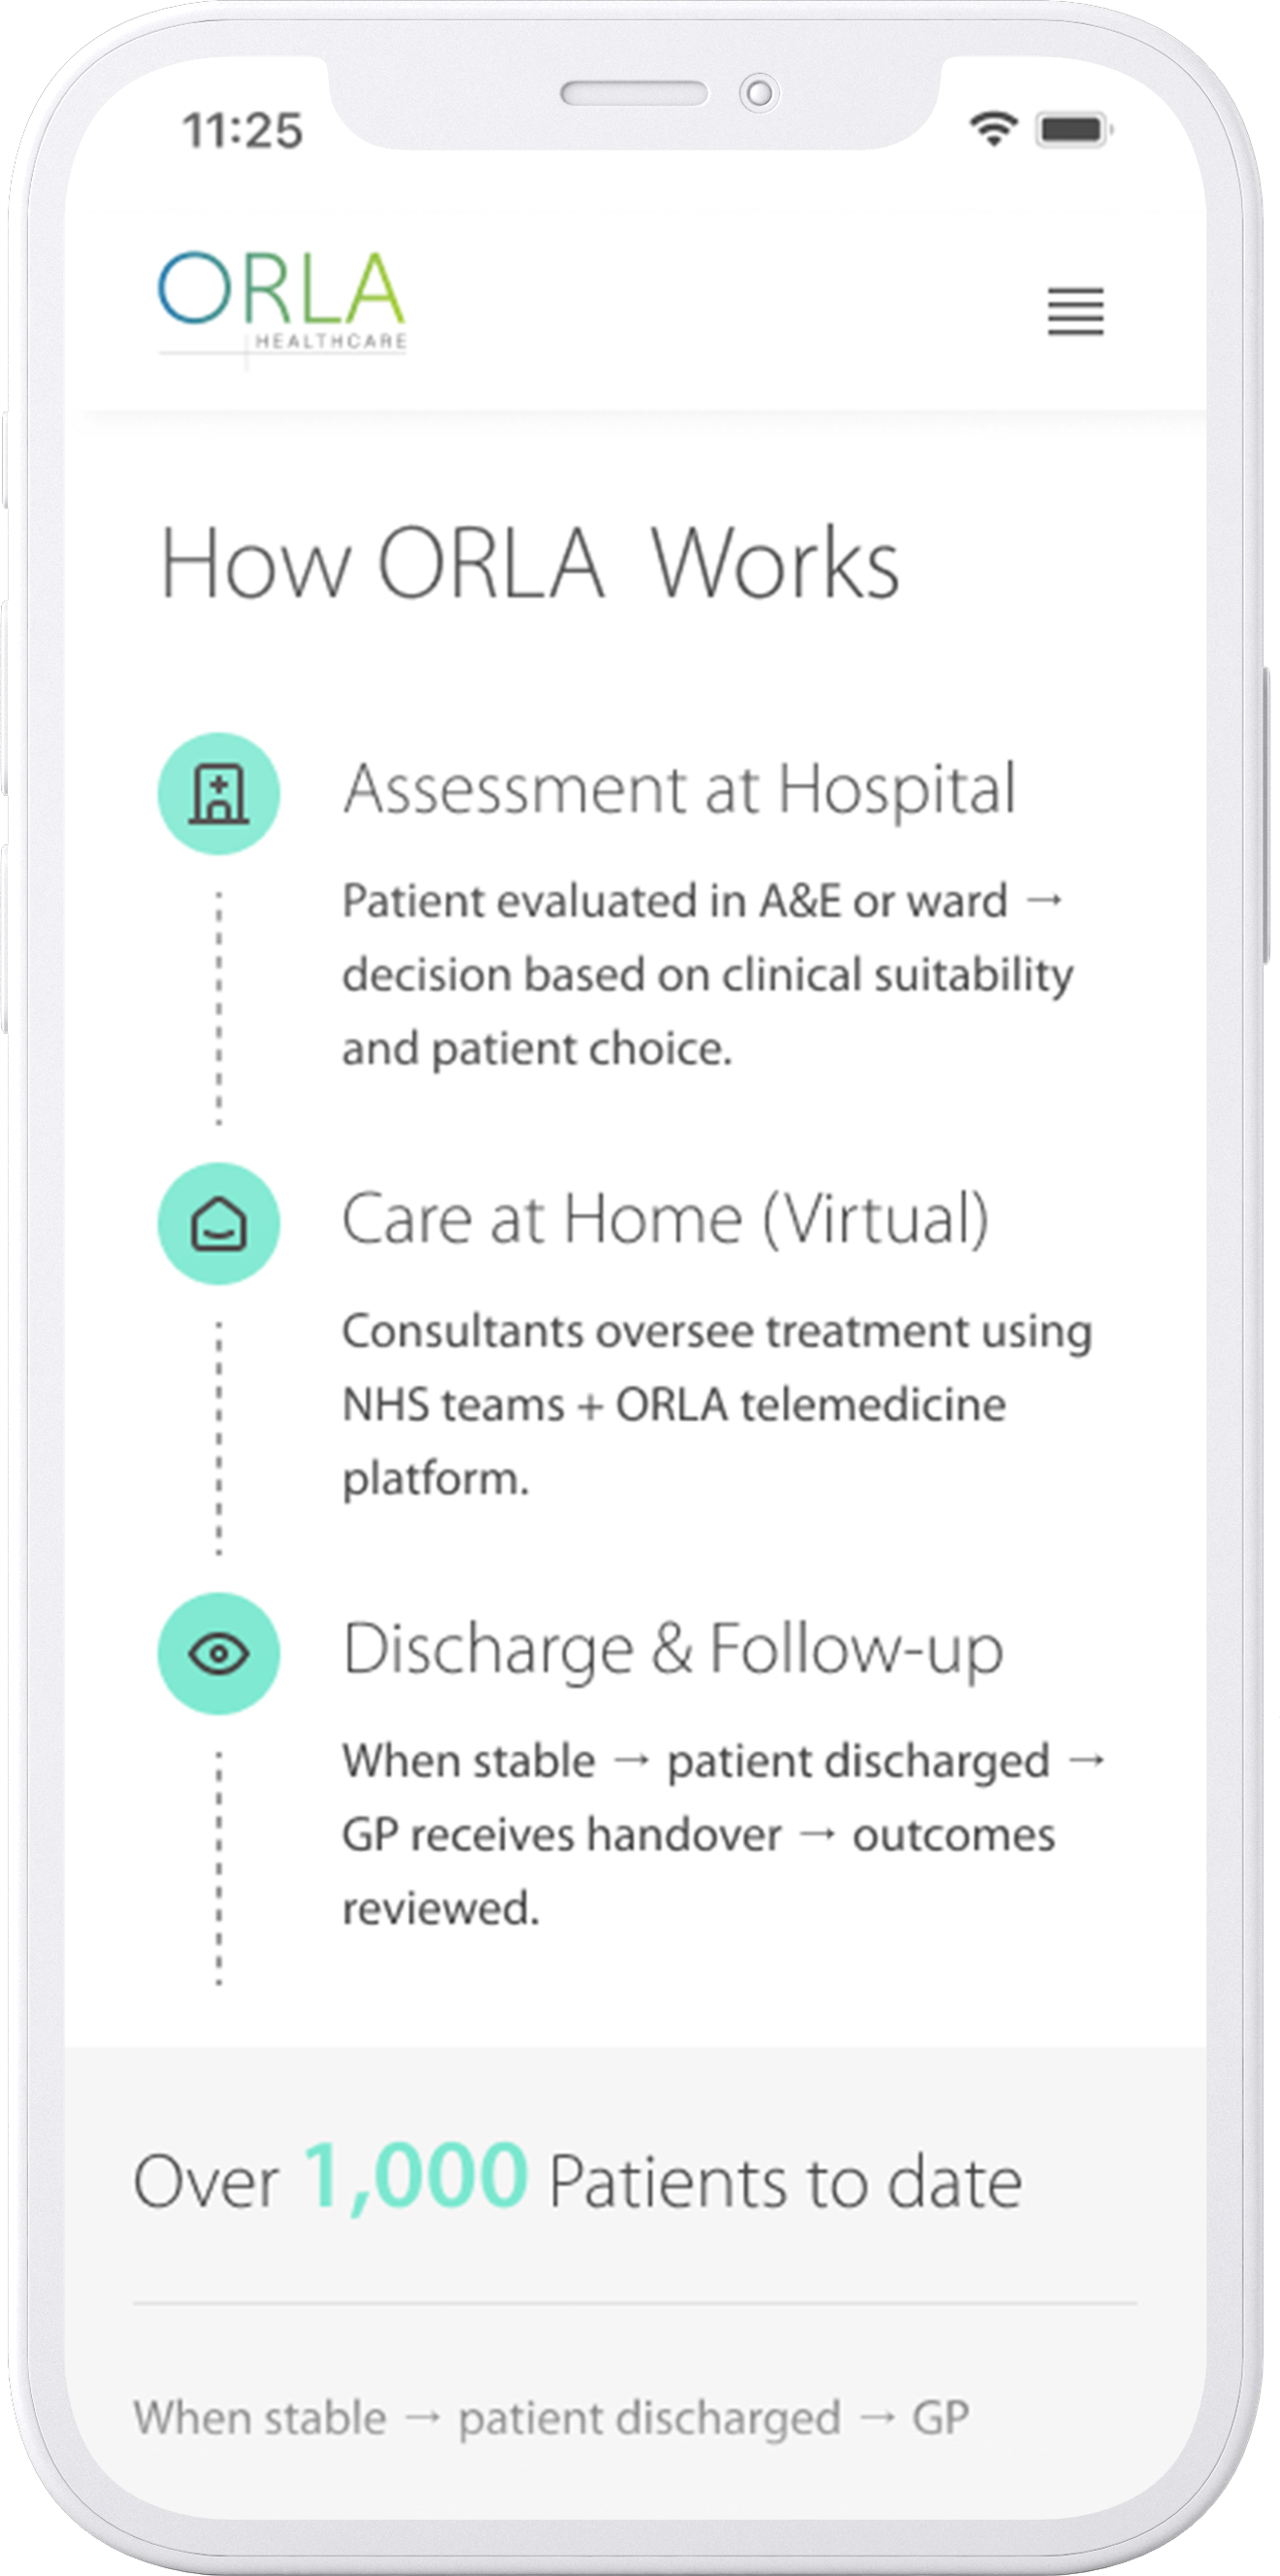 11:25
ORLA
HEALTHCARE
How ORLA Works
Assessment at Hospital
Patient evaluated in A&E or ward →
decision based on clinical suitability
and patient choice.
Care at Home (Virtual)
Consultants oversee treatment using
NHS teams + ORLA telemedicine
platform.
Discharge & Follow-up
When stable → patient discharged →
GP receives handover → outcomes
reviewed.
Over 1,000 Patients to date
When stable → patient discharged → GP